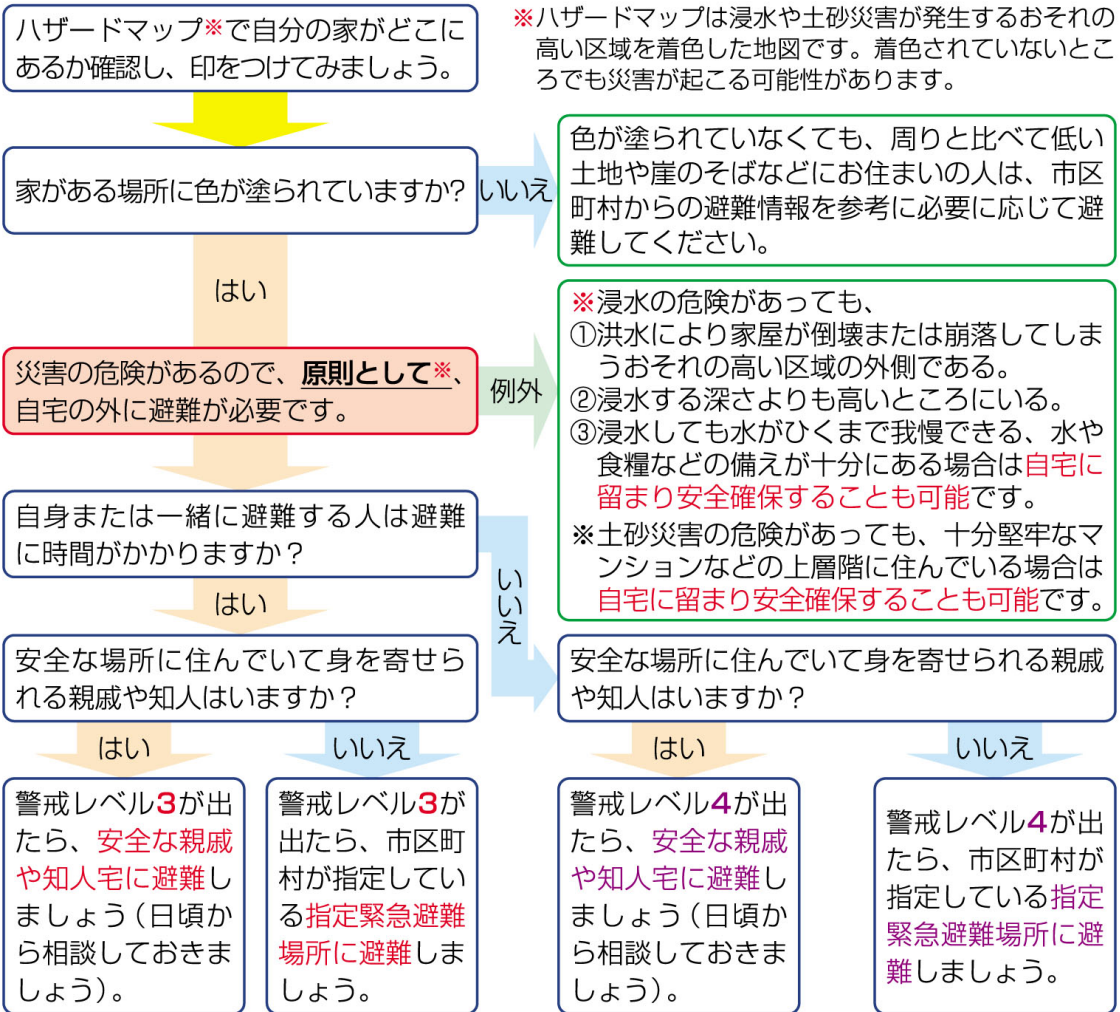 ハザードマップ※で自分の家がどこに
あるか確認し、印をつけてみましょう。
※ハザードマップは浸水や土砂災害が発生するおそれの
高い区域を着色した地図です。着色されていないとこ
ろでも災害が起こる可能性があります。
家がある場所に色が塗られていますか?
いいえ
色が塗られていなくても、周りと比べて低い
土地や崖のそばなどにお住まいの人は、市区
町村からの避難情報を参考に必要に応じて避
難してください。
はい
災害の危険があるので、原則として※、
自宅の外に避難が必要です。
例外
※浸水の危険があっても、
①洪水により家屋が倒壊または崩落してしま
うおそれの高い区域の外側である。
②浸水する深さよりも高いところにいる。
③浸水しても水がひくまで我慢できる、水や
食糧などの備えが十分にある場合は自宅に
留まり安全確保することも可能です。
※土砂災害の危険があっても、十分堅牢なマ
ンションなどの上層階に住んでいる場合は
自宅に留まり安全確保することも可能です。
自身または一緒に避難する人は避難
に時間がかかりますか？
はい
いいえ
安全な場所に住んでいて身を寄せら
れる親戚や知人はいますか？
安全な場所に住んでいて身を寄せられる親戚
や知人はいますか？
はい
いいえ
はい
いいえ
警戒レベル3が出
たら、安全な親戚
や知人宅に避難し
ましょう（日頃か
ら相談しておきま
しょう）。
警戒レベル3が
出たら、市区町
村が指定してい
る指定緊急避難
場所に避難しま
しょう。
警戒レベル4が出
たら、安全な親戚
や知人宅に避難し
ましょう（日頃か
ら相談しておきま
しょう）。
警戒レベル4が出
たら、市区町村が
指定している指定
緊急避難場所に避
難しましょう。